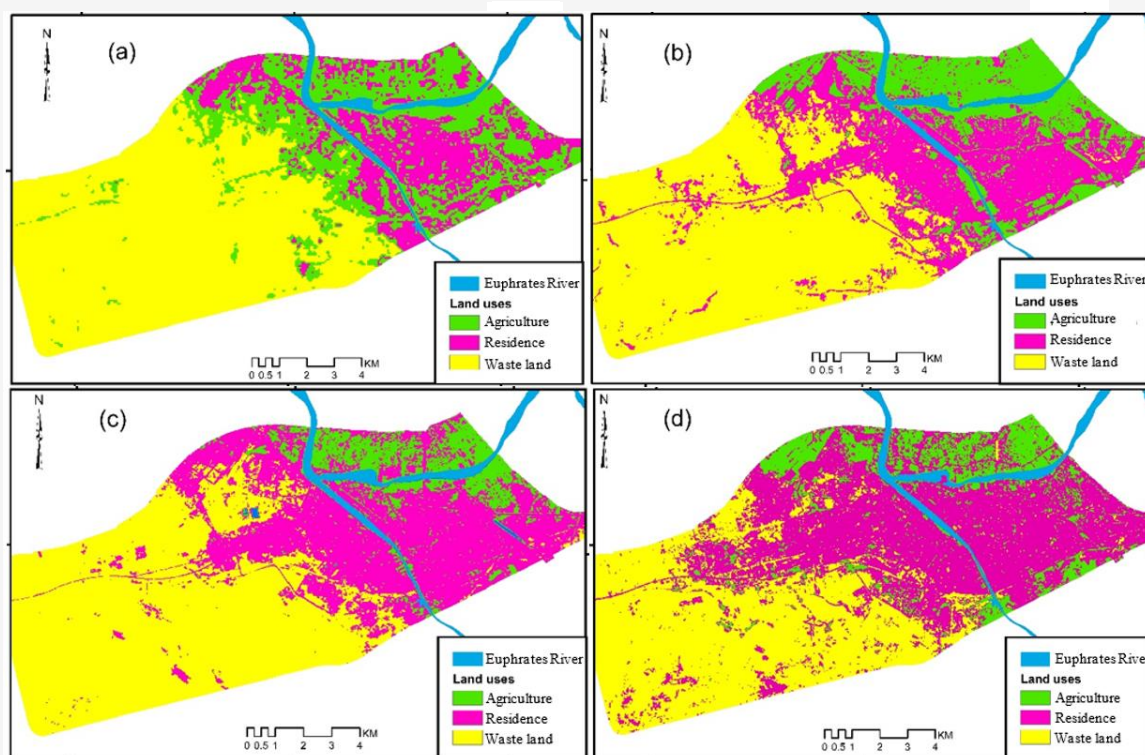 N
(a)
Euphrates River
Land uses
Agriculture
Residence
Waste land
0 0.5 1 2 3 4 KM
N
(b)
Euphrates River
Land uses
Agriculture
Residence
Waste land
0 0.5 1 2 3 4 KM
N
(c)
Euphrates River
Land uses
Agriculture
Residence
Waste land
0 0.5 1 2 3 4 KM
N
(d)
Euphrates River
Land uses
Agriculture
Residence
Waste land
0 0.5 1 2 3 4 KM